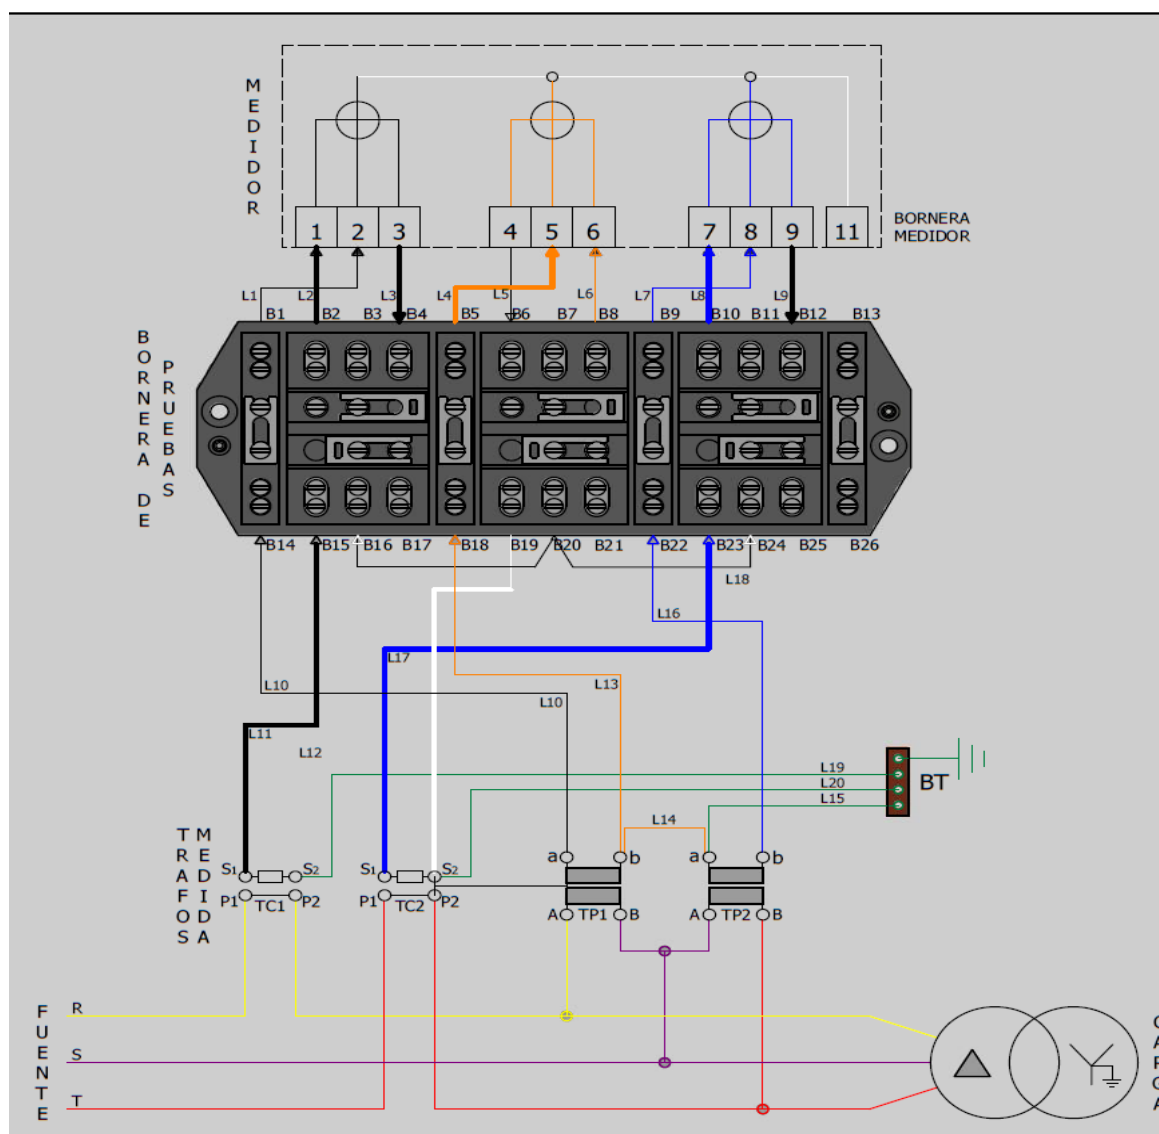 MEDIDOR
1 2 3 4 5 6 7 8 9 11
BORNERA
MEDIDOR
L1 L2 L3 L4 L5 L6 L7 L8 L9
B1 B2 B3 B4 B5 B6 B7 B8 B9 B10 B11 B12 B13
BORNERA DE
PRUEBAS
B14 B15 B16 B17 B18 B19 B20 B21 B22 B23 B24 B25 B26
L18
L16
L17
L10 L13
L10
L11
L12
L19
L20
L15
BT
L14
TRAFOS
MEDIDA
a b a b
S1 S2 S1 S2
P1 TC1 P2 P1 TC2 P2
A TP1 B A TP2 B
FUENTE
R
S
T